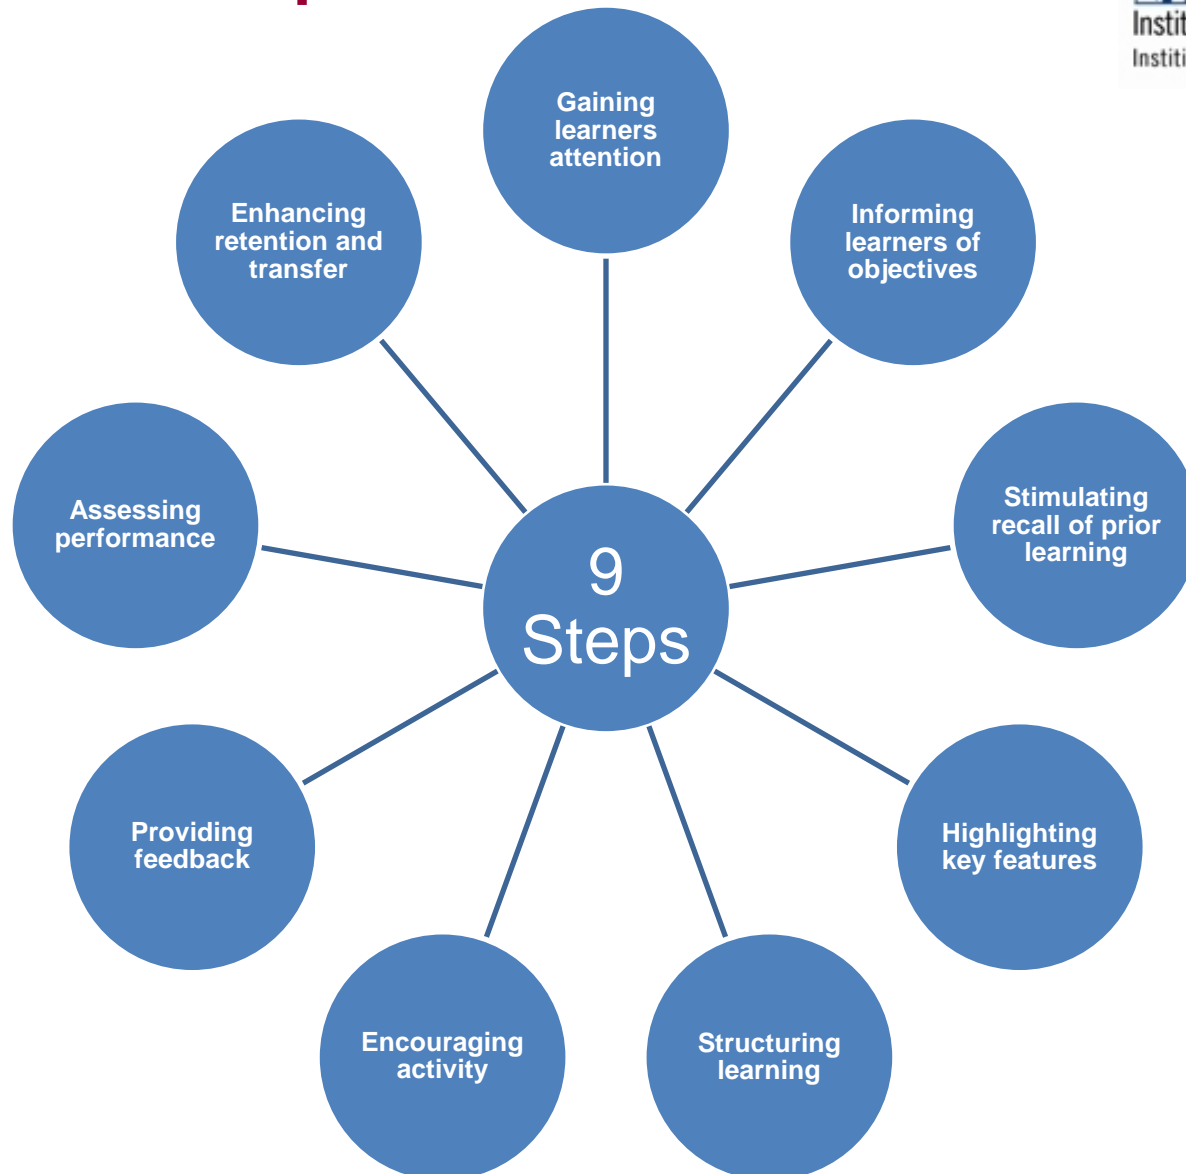 Gaining
learners
attention
Informing
learners of
objectives
Stimulating
recall of prior
learning
Highlighting
key features
Structuring
learning
Encouraging
activity
Providing
feedback
Assessing
performance
Enhancing
retention and
transfer
9
Steps